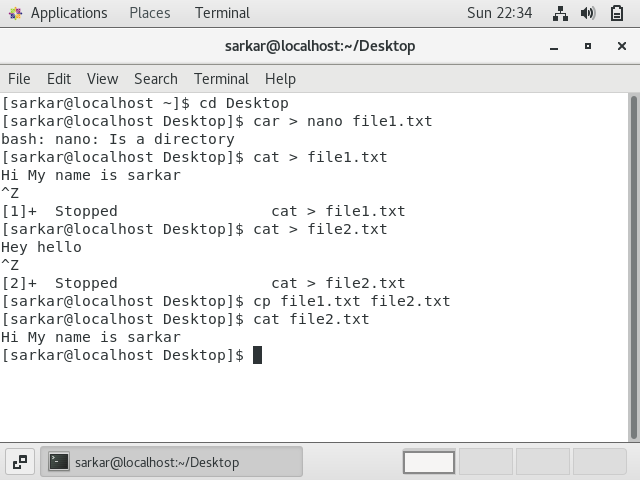 Applications Places Terminal Sun 22:34
sarkar@localhost:~/Desktop
File Edit View Search Terminal Help
[sarkar@localhost ~]$ cd Desktop
[sarkar@localhost Desktop]$ car > nano file1.txt
bash: nano: Is a directory
[sarkar@localhost Desktop]$ cat > file1.txt
Hi My name is sarkar
^Z
[1]+  Stopped                 cat > file1.txt
[sarkar@localhost Desktop]$ cat > file2.txt
Hey hello
^Z
[2]+  Stopped                 cat > file2.txt
[sarkar@localhost Desktop]$ cp file1.txt file2.txt
[sarkar@localhost Desktop]$ cat file2.txt
Hi My name is sarkar
[sarkar@localhost Desktop]$
sarkar@localhost:~/Desktop